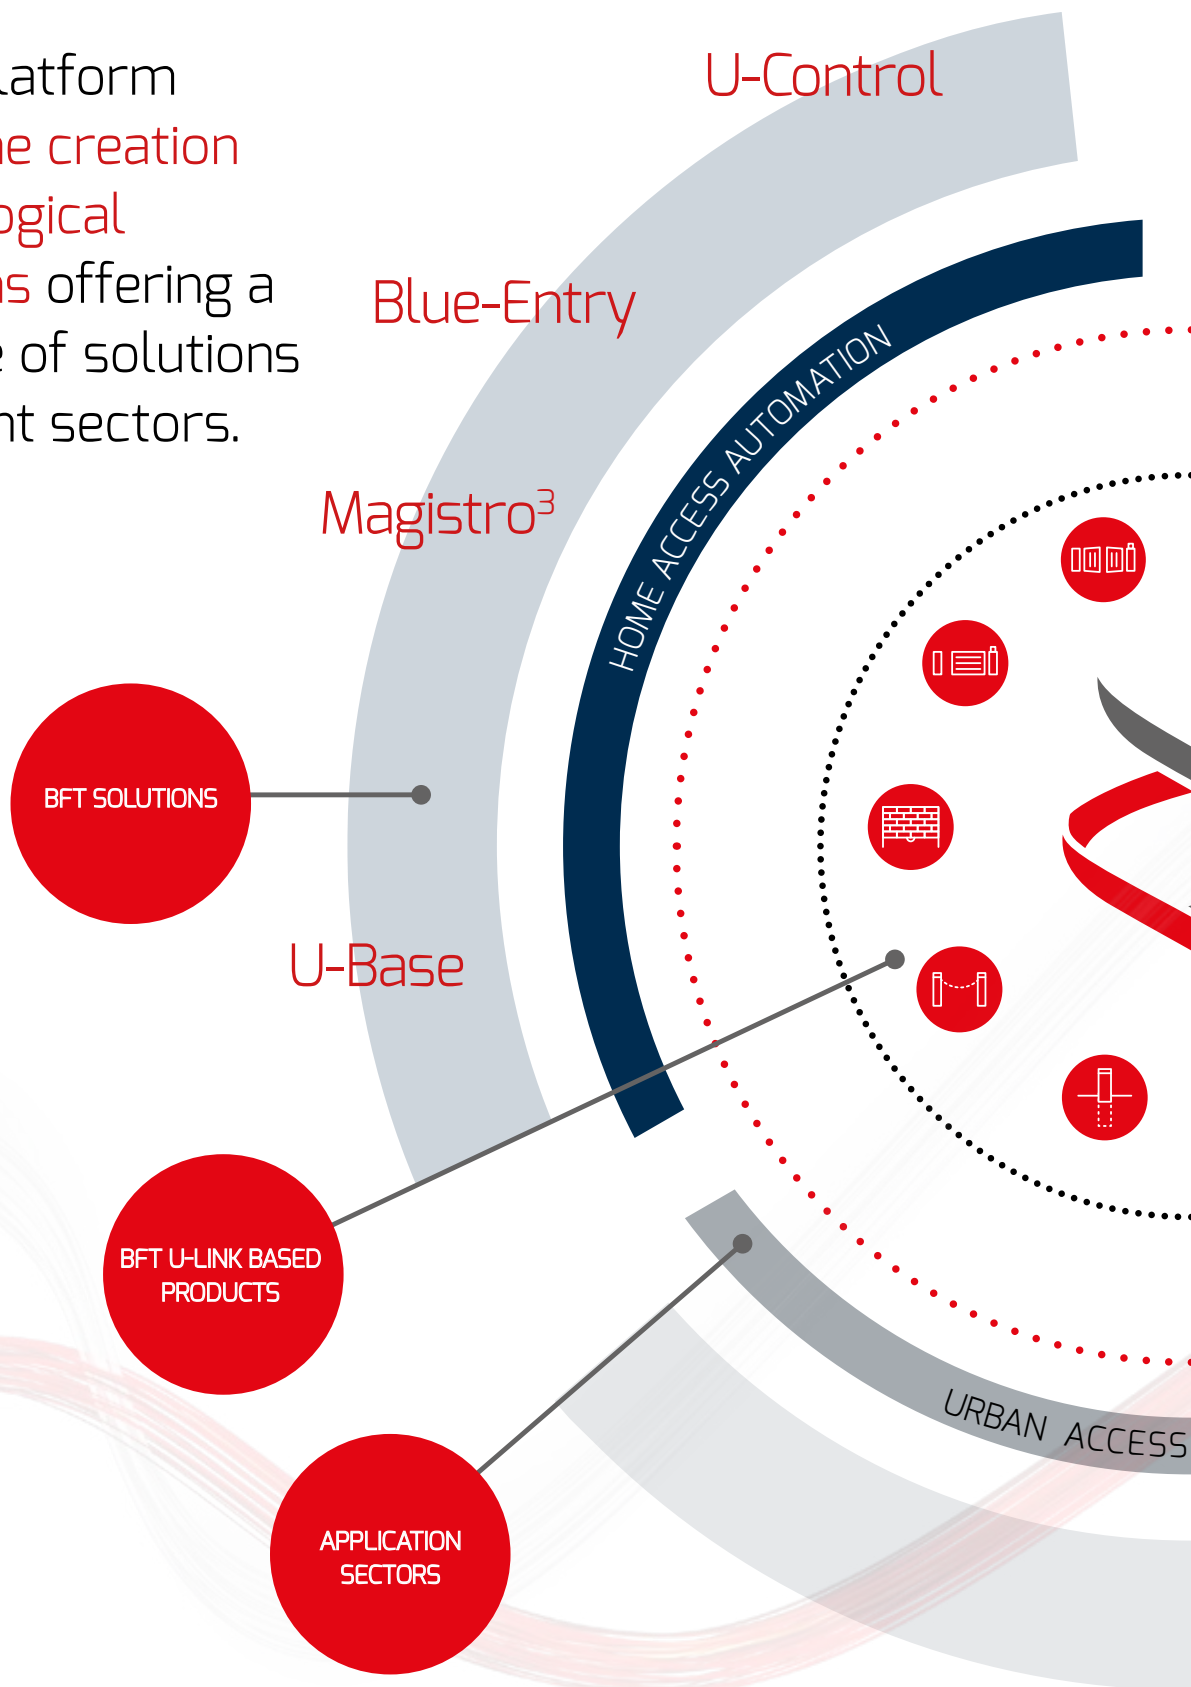 latform
ne creation
ogical
ns offering a
e of solutions
nt sectors.
U-Control
Blue-Entry
Magistro³
U-Base
HOME ACCESS AUTOMATION
BFT SOLUTIONS
BFT U-LINK BASED
PRODUCTS
APPLICATION
SECTORS
URBAN ACCESS